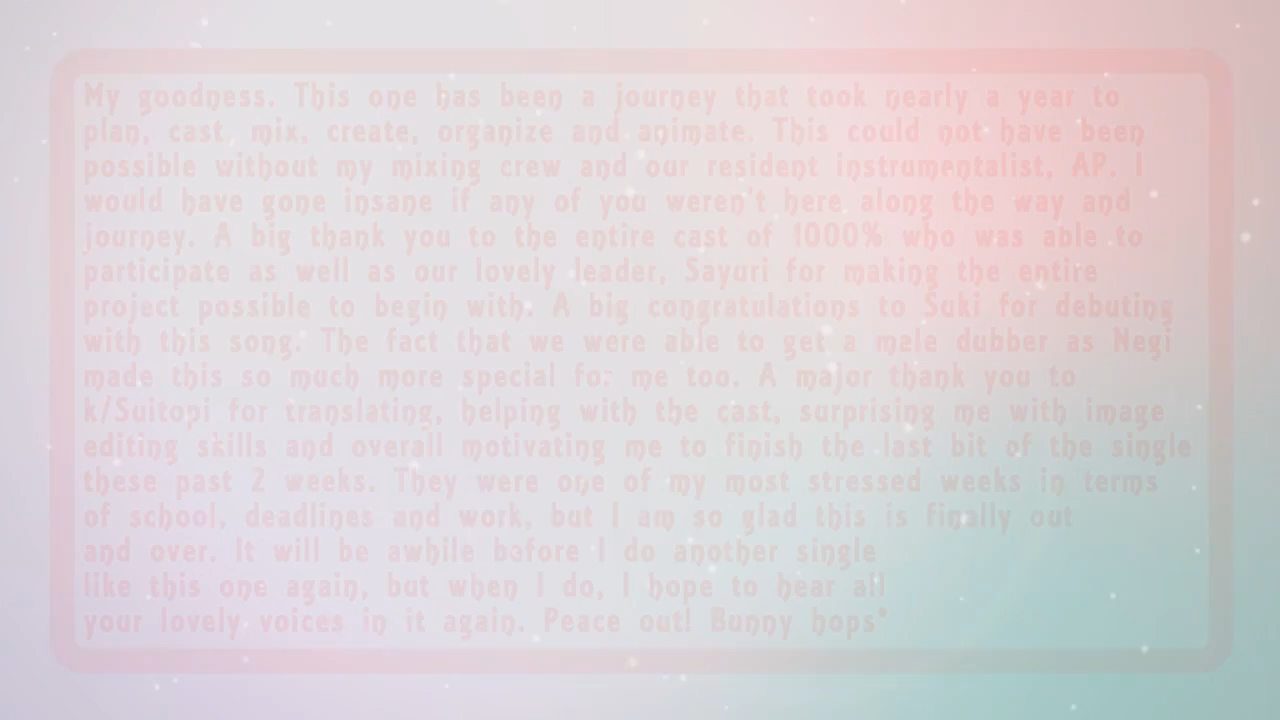 My goodness. This one has been a journey that took nearly a year to
plan, cast, mix, create, organize and animate. This could not have been
possible without my mixing crew and our resident instrumentalist, AP. I
would have gone insane if any of you weren't here along the way and
journey. A big thank you to the entire cast of 1000% who was able to
participate as well as our lovely leader, Sayuri for making the entire
project possible to begin with. A big congratulations to Suki for debuting
with this song. The fact that we were able to get a male dubber as Negi
made this so much more special for me too. A major thank you to
k/Suitopi for translating, helping with the cast, surprising me with image
editing skills and overall motivating me to finish the last bit of the single
these past 2 weeks. They were one of my most stressed weeks in terms
of school, deadlines and work, but I am so glad this is finally out
and over. It will be awhile before I do another single
like this one again, but when I do, I hope to hear all
your lovely voices in it again. Peace out! Bunny hops*